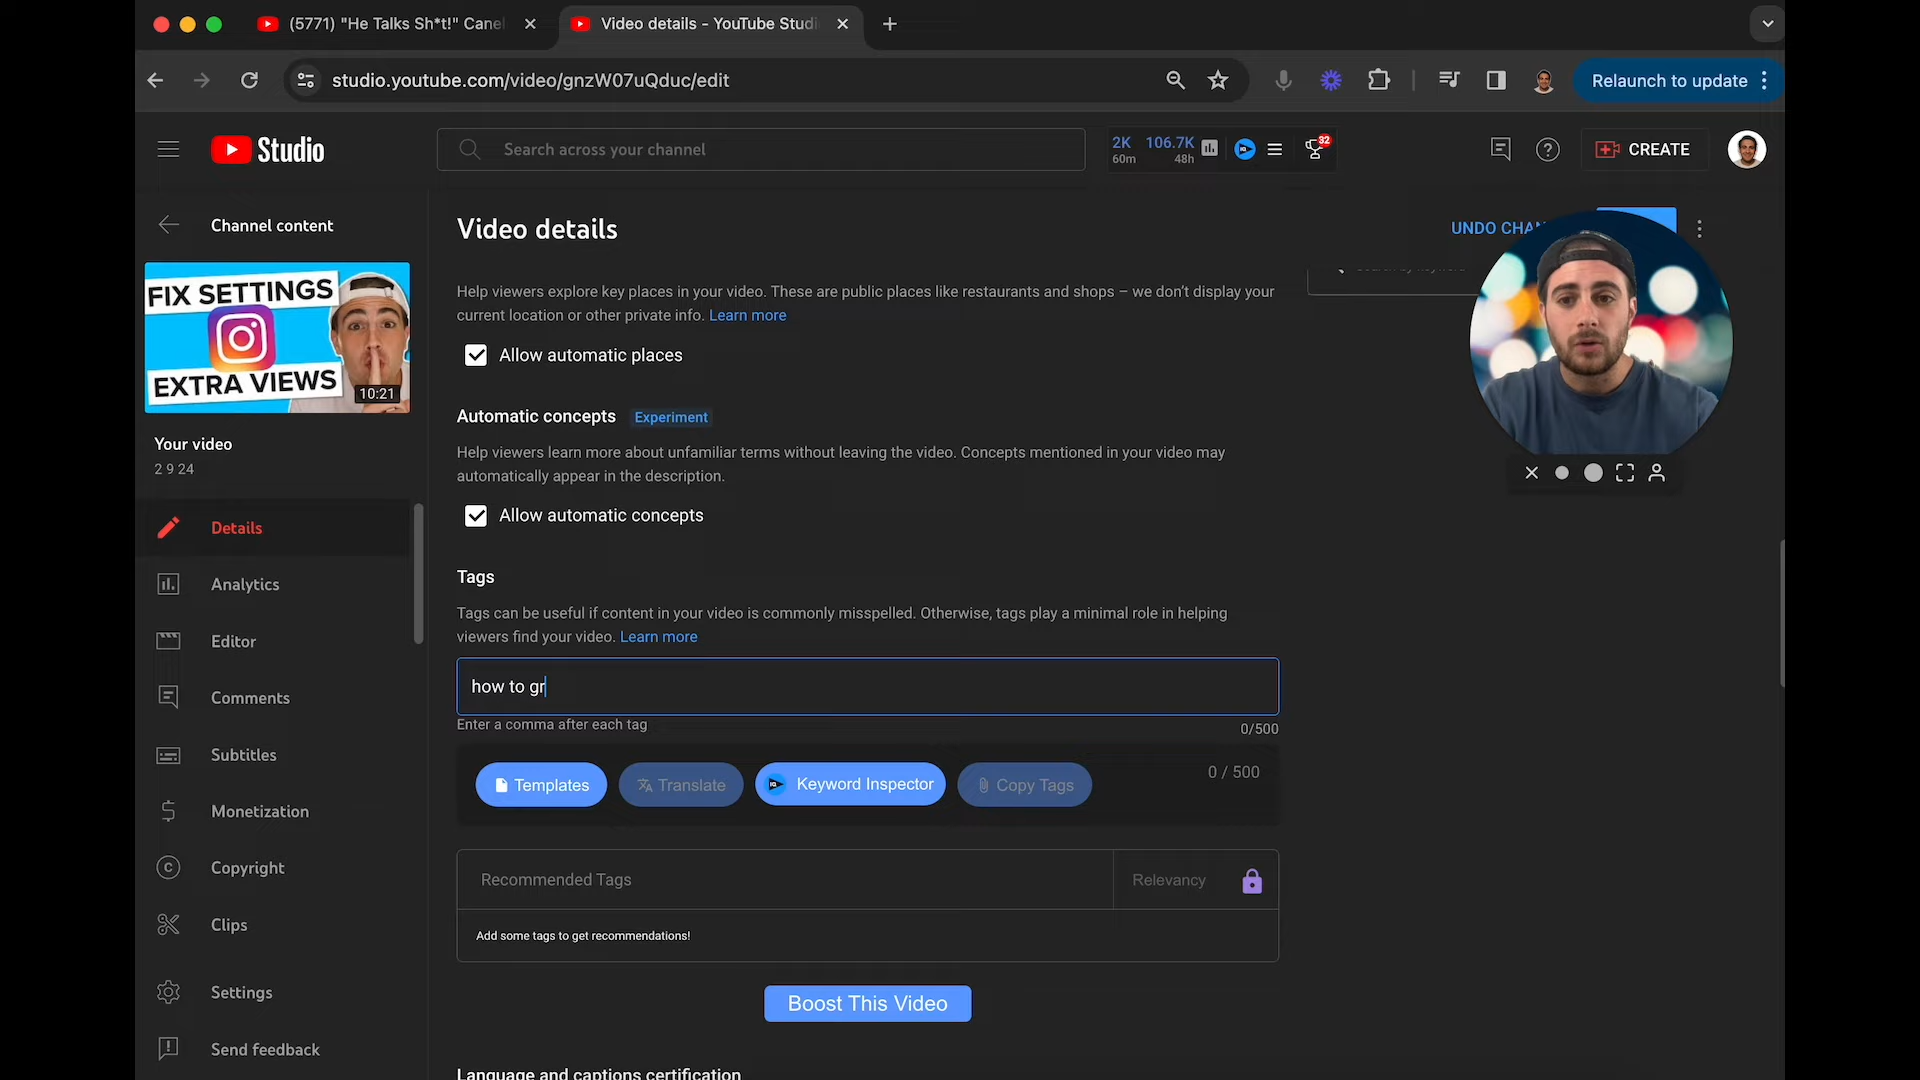 (5771) "He Talks Sh*t!" Canel
Video details - YouTube Studi
studio.youtube.com/video/gnzW07uQduc/edit
Relaunch to update
Studio
Search across your channel
2K
60m
106.7K
48h
32
CREATE
Channel content
FIX SETTINGS
EXTRA VIEWS
10:21
Your video
2 9 24
Details
Analytics
Editor
Comments
Subtitles
Monetization
Copyright
Clips
Settings
Send feedback
Video details
UNDO CHAN
Help viewers explore key places in your video. These are public places like restaurants and shops – we don't display your
current location or other private info. Learn more
Allow automatic places
Automatic concepts Experiment
Help viewers learn more about unfamiliar terms without leaving the video. Concepts mentioned in your video may
automatically appear in the description.
Allow automatic concepts
Tags
Tags can be useful if content in your video is commonly misspelled. Otherwise, tags play a minimal role in helping
viewers find your video. Learn more
how to gr
Enter a comma after each tag
0/500
Templates
Translate
Keyword Inspector
Copy Tags
0 / 500
Recommended Tags
Relevancy
Add some tags to get recommendations!
Boost This Video
Language and captions certification